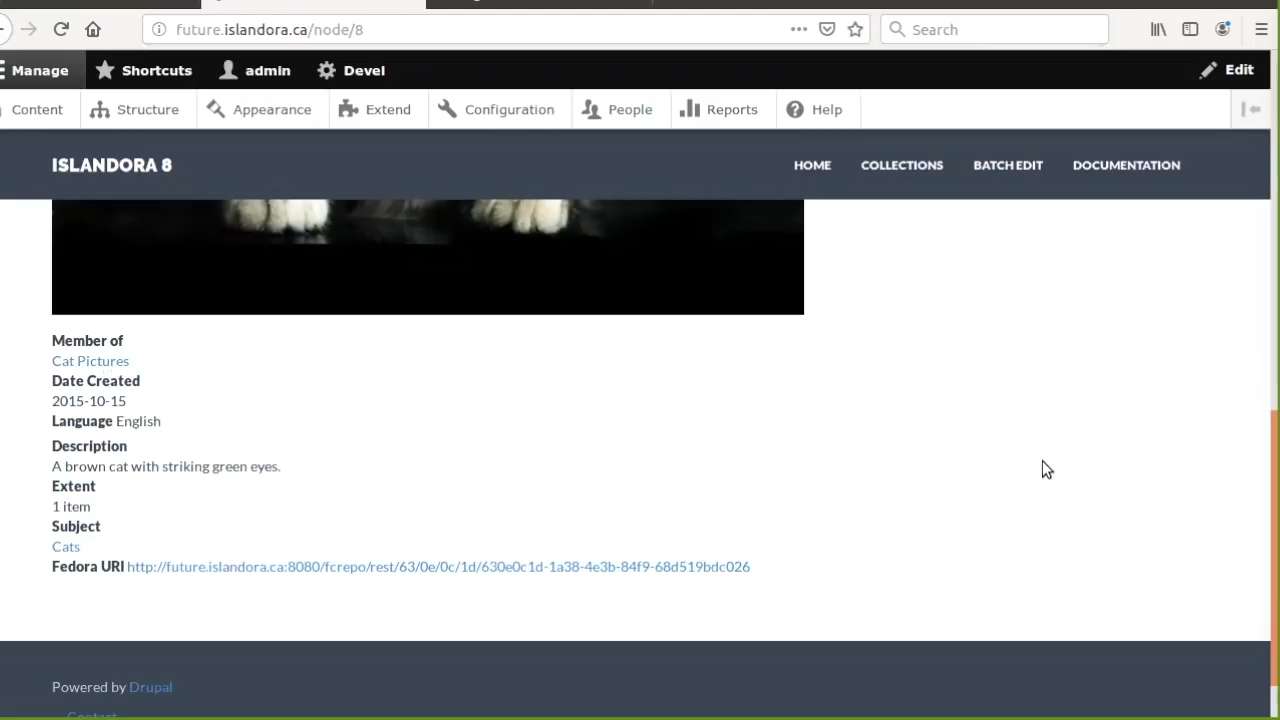 future.islandora.ca/node/8
Search
Manage Shortcuts admin Devel Edit
Content Structure Appearance Extend Configuration People Reports Help
ISLANDORA 8 HOME COLLECTIONS BATCH EDIT DOCUMENTATION
Member of
Cat Pictures
Date Created
2015-10-15
Language English
Description
A brown cat with striking green eyes.
Extent
1 item
Subject
Cats
Fedora URI http://future.islandora.ca:8080/fcrepo/rest/63/0e/0c/1d/630e0c1d-1a38-4e3b-84f9-68d519bdc026
Powered by Drupal
Contact